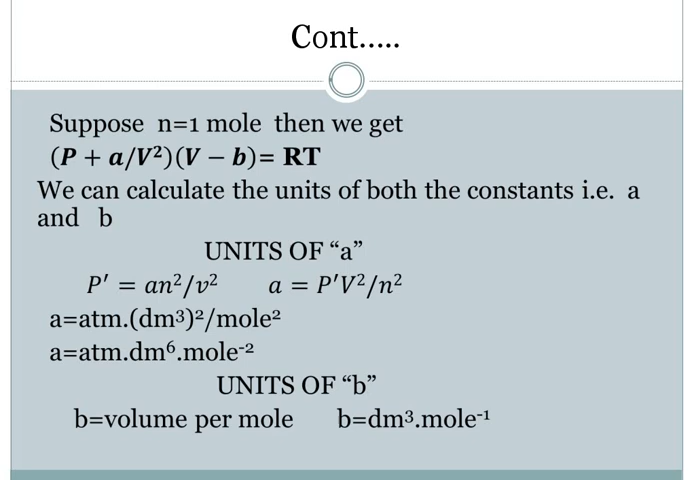 Cont.....
Suppose n=1 mole then we get
(P + a/V²)(V − b)= RT
We can calculate the units of both the constants i.e. a
and b
UNITS OF “a”
P′ = an²/v² a = P′V²/n²
a=atm.(dm³)²/mole²
a=atm.dm⁶.mole⁻²
UNITS OF “b”
b=volume per mole b=dm³.mole⁻¹